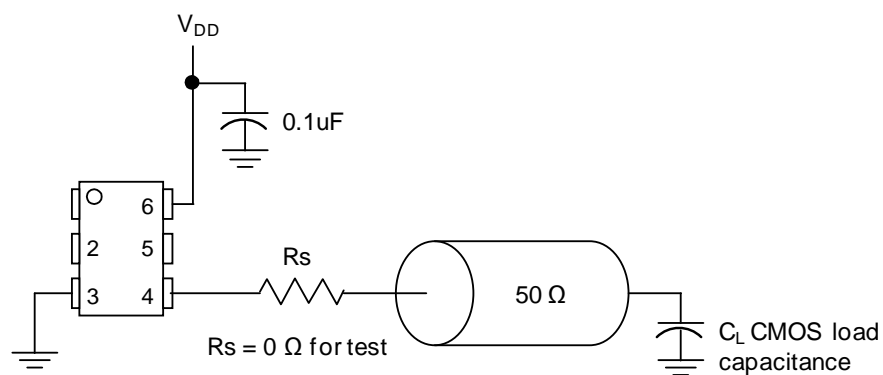 V_DD
0.1uF
6
2
5
3
4
Rs
50 Ω
Rs = 0 Ω for test
C_L CMOS load
capacitance